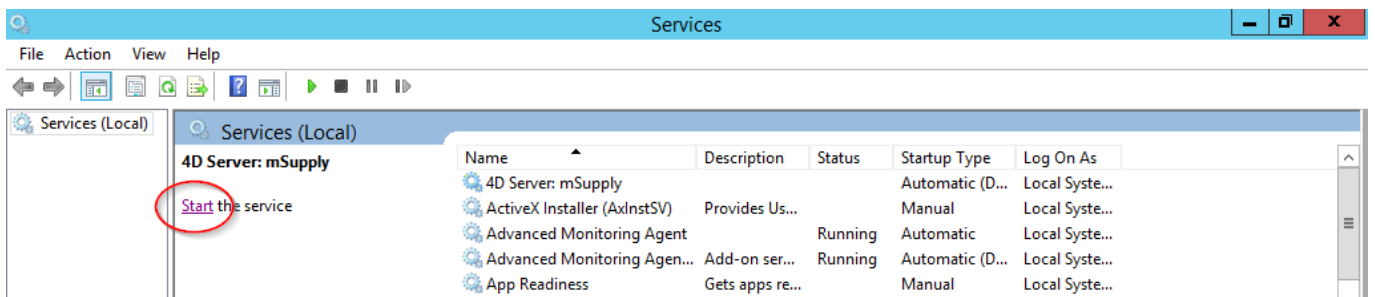 Services
File Action View Help
Services (Local)
Services (Local)
4D Server: mSupply
Start the service
Name Description Status Startup Type Log On As
4D Server: mSupply Automatic (D... Local Syste...
ActiveX Installer (AxInstSV) Provides Us... Manual Local Syste...
Advanced Monitoring Agent Running Automatic Local Syste...
Advanced Monitoring Agen... Add-on ser... Running Automatic (D... Local Syste...
App Readiness Gets apps re... Manual Local Syste...